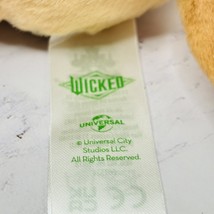 WICKED
UNIVERSAL
© Universal City
Studios LLC.
All Rights Reserved.